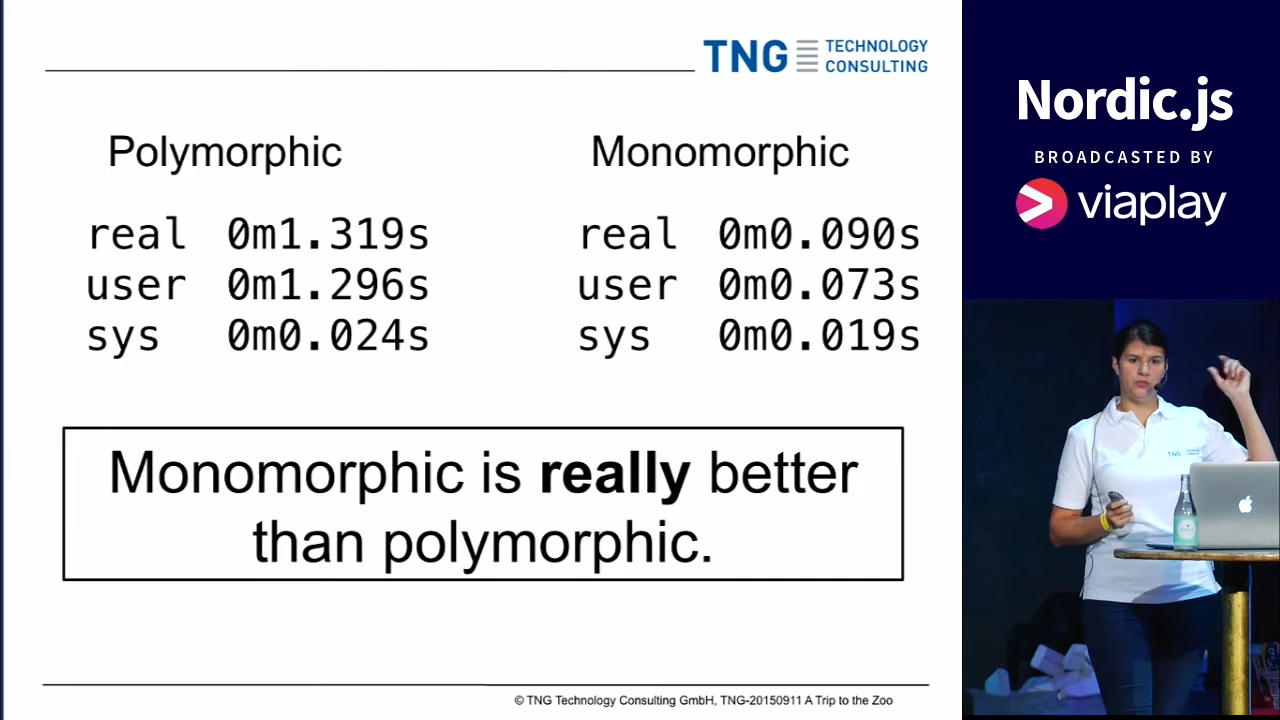 TNG TECHNOLOGY
CONSULTING
Polymorphic
real 0m1.319s
user 0m1.296s
sys 0m0.024s
Monomorphic
real 0m0.090s
user 0m0.073s
sys 0m0.019s
Monomorphic is really better
than polymorphic.
© TNG Technology Consulting GmbH, TNG-20150911 A Trip to the Zoo
Nordic.js
BROADCASTED BY
viaplay
TNG